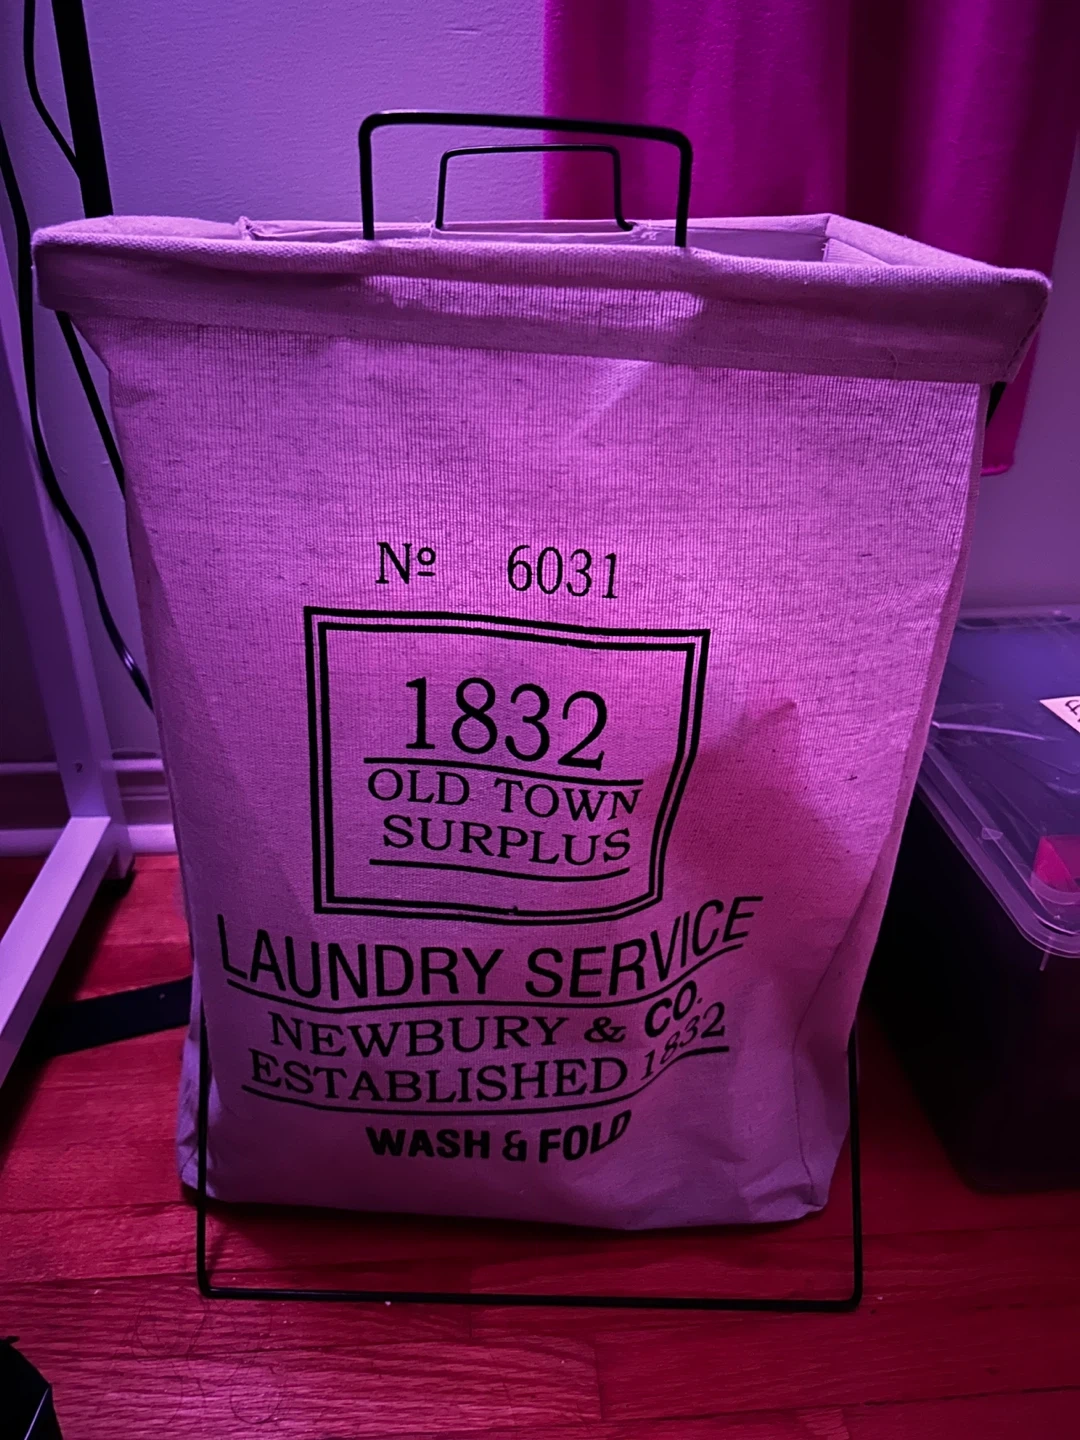 Nº 6031
1832
OLD TOWN
SURPLUS
LAUNDRY SERVICE
NEWBURY & CO.
ESTABLISHED 1832
WASH & FOLD